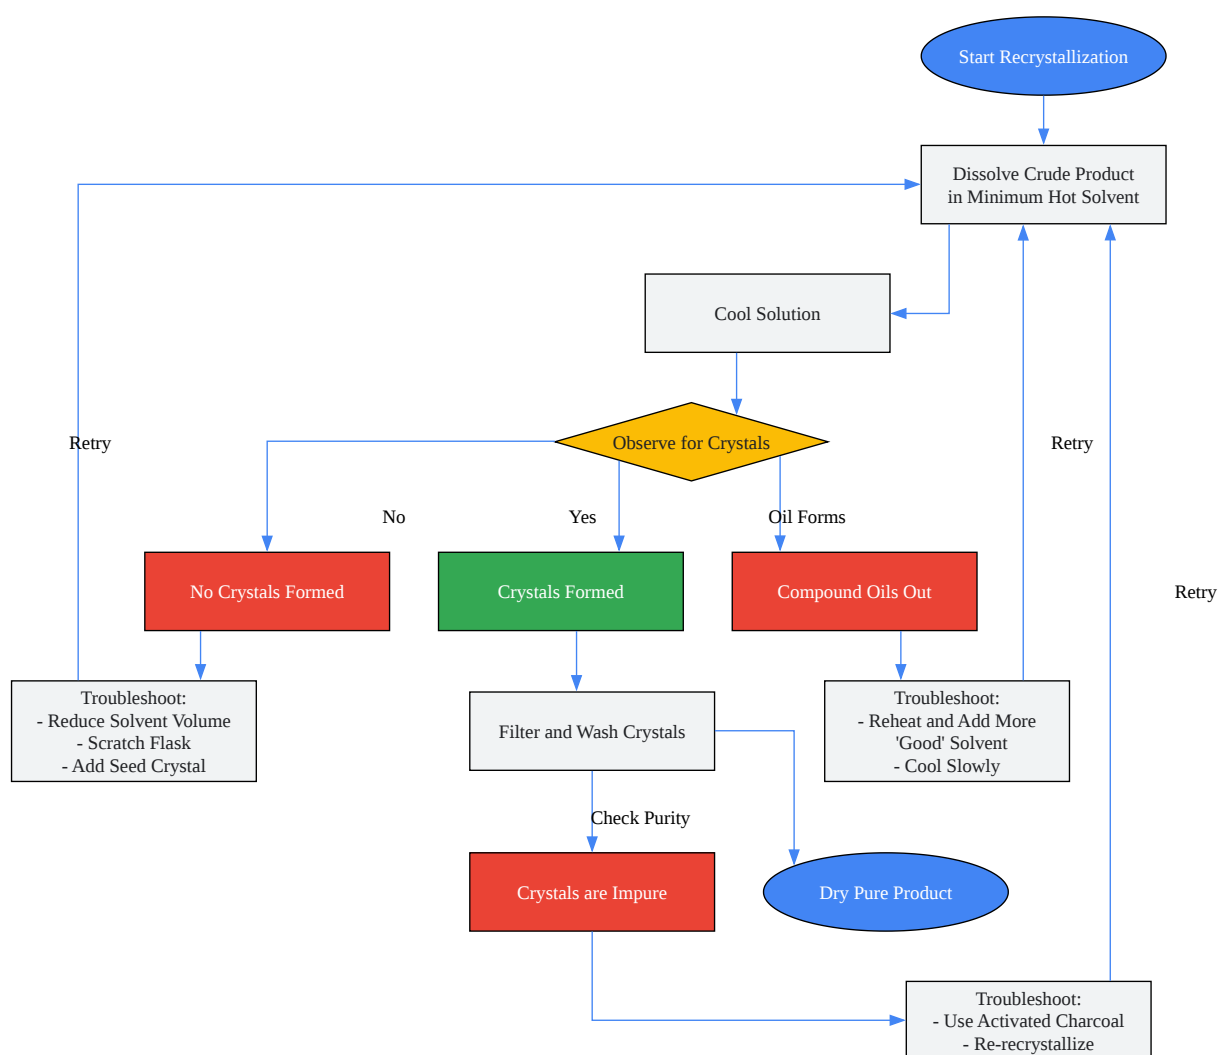 Start Recrystallization
Dissolve Crude Product
in Minimum Hot Solvent
Cool Solution
Observe for Crystals
Retry
Retry
No
Yes
Oil Forms
No Crystals Formed
Crystals Formed
Compound Oils Out
Retry
Troubleshoot:
- Reduce Solvent Volume
- Scratch Flask
- Add Seed Crystal
Filter and Wash Crystals
Troubleshoot:
- Reheat and Add More
'Good' Solvent
- Cool Slowly
Check Purity
Crystals are Impure
Dry Pure Product
Troubleshoot:
- Use Activated Charcoal
- Re-recrystallize